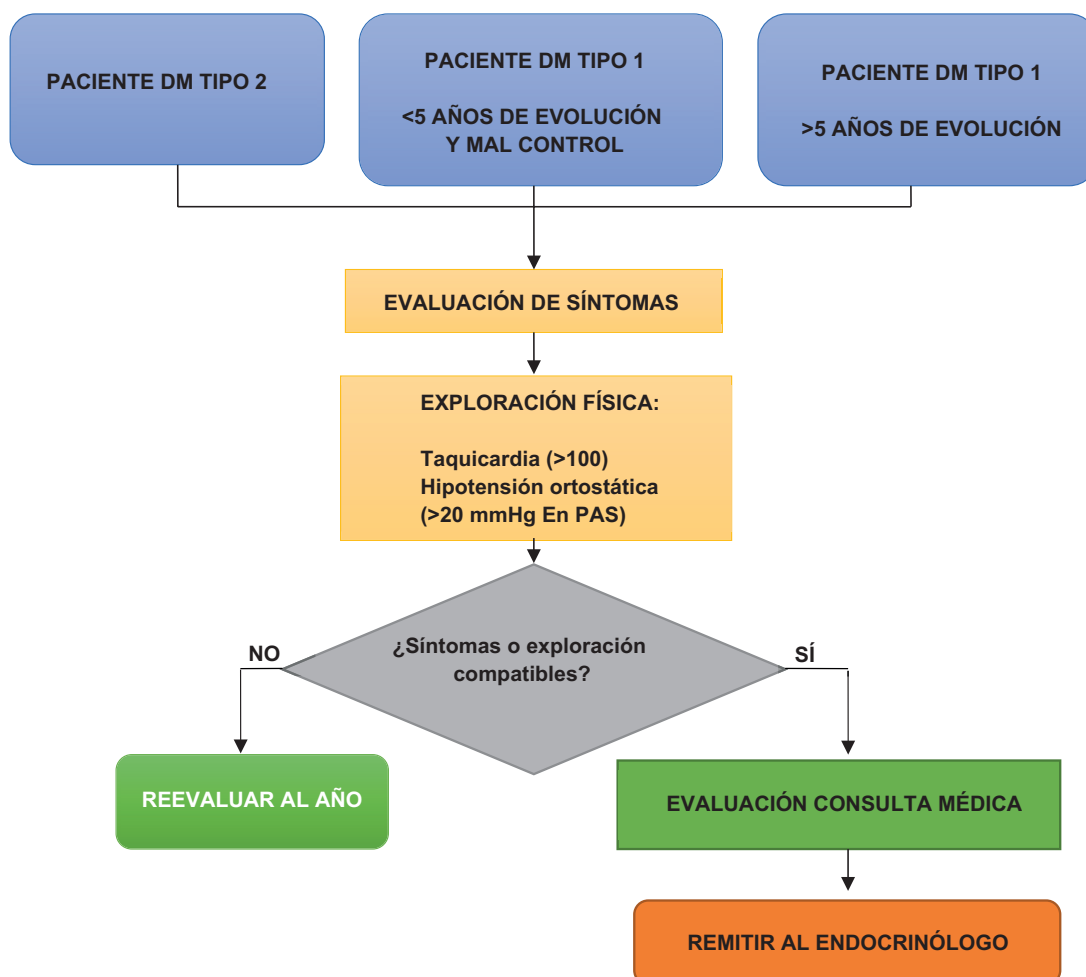 PACIENTE DM TIPO 2
PACIENTE DM TIPO 1
<5 AÑOS DE EVOLUCIÓN
Y MAL CONTROL
PACIENTE DM TIPO 1
>5 AÑOS DE EVOLUCIÓN
EVALUACIÓN DE SÍNTOMAS
EXPLORACIÓN FÍSICA:
Taquicardia (>100)
Hipotensión ortostática
(>20 mmHg En PAS)
¿Síntomas o exploración
compatibles?
NO
SÍ
REEVALUAR AL AÑO
EVALUACIÓN CONSULTA MÉDICA
REMITIR AL ENDOCRINÓLOGO